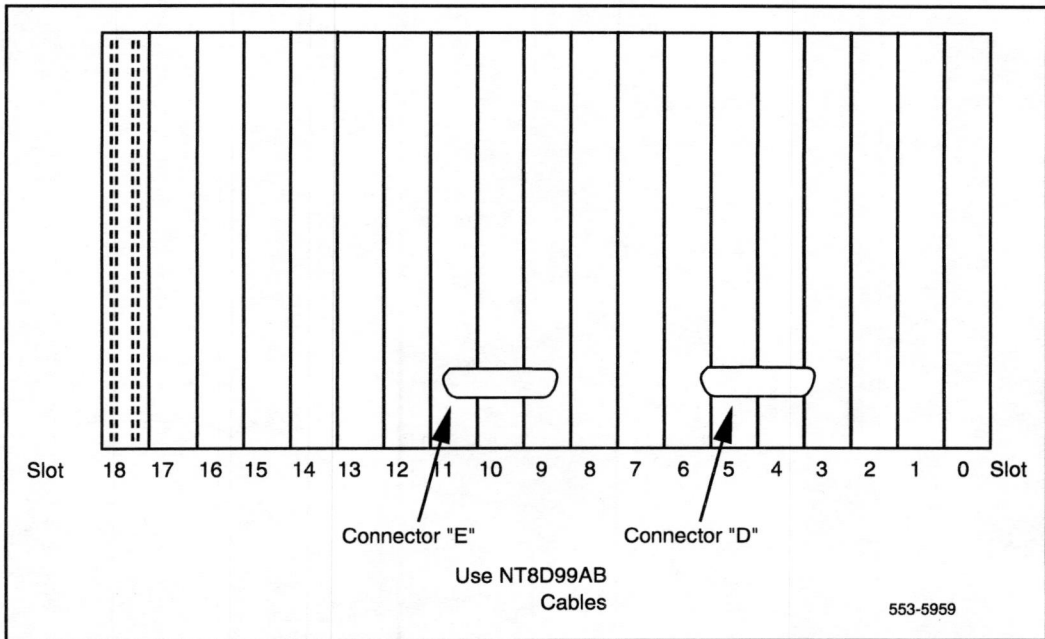 Slot 18 17 16 15 14 13 12 11 10 9 8 7 6 5 4 3 2 1 0 Slot
Connector "E" Connector "D"
Use NT8D99AB
Cables
553-5959